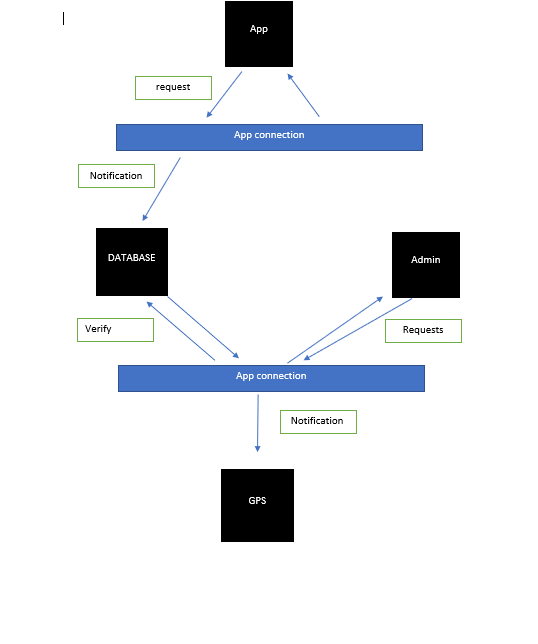 App
request
App connection
Notification
DATABASE
Admin
Verify
Requests
App connection
Notification
GPS